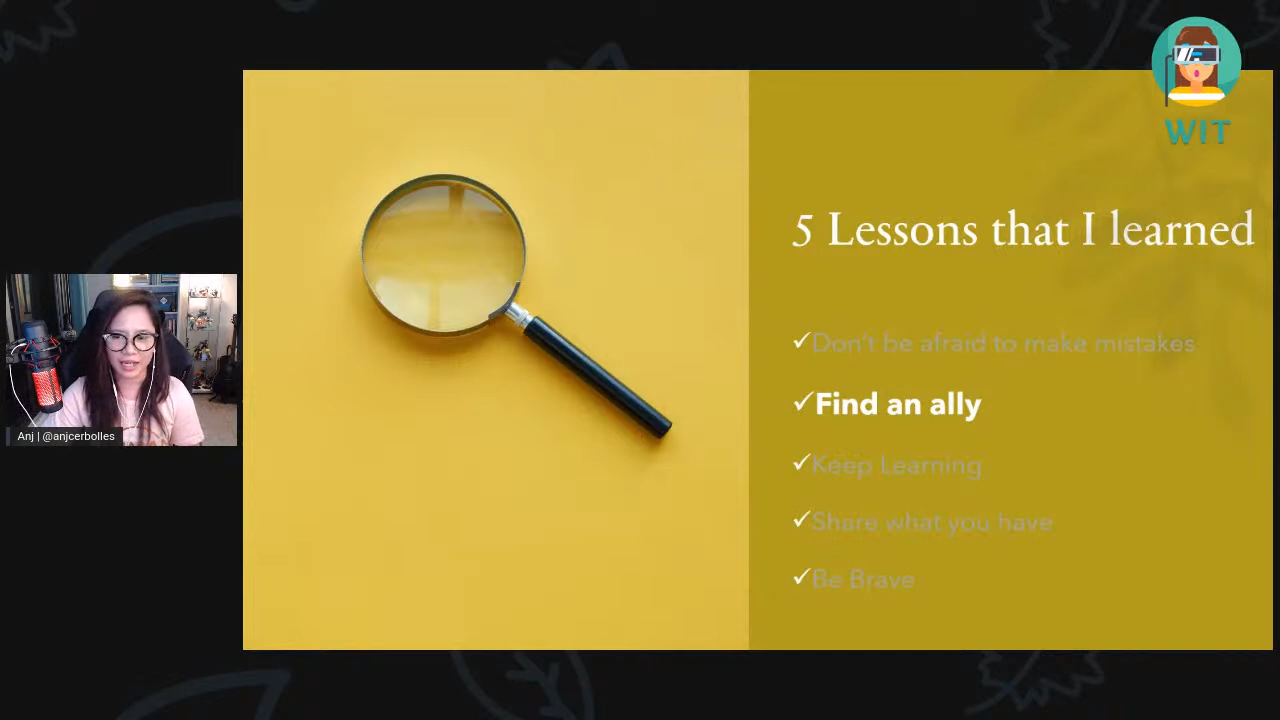 WIT
5 Lessons that I learned
✓Don't be afraid to make mistakes
✓Find an ally
✓Keep Learning
✓Share what you have
✓Be Brave
Anj | @anjcerbolles